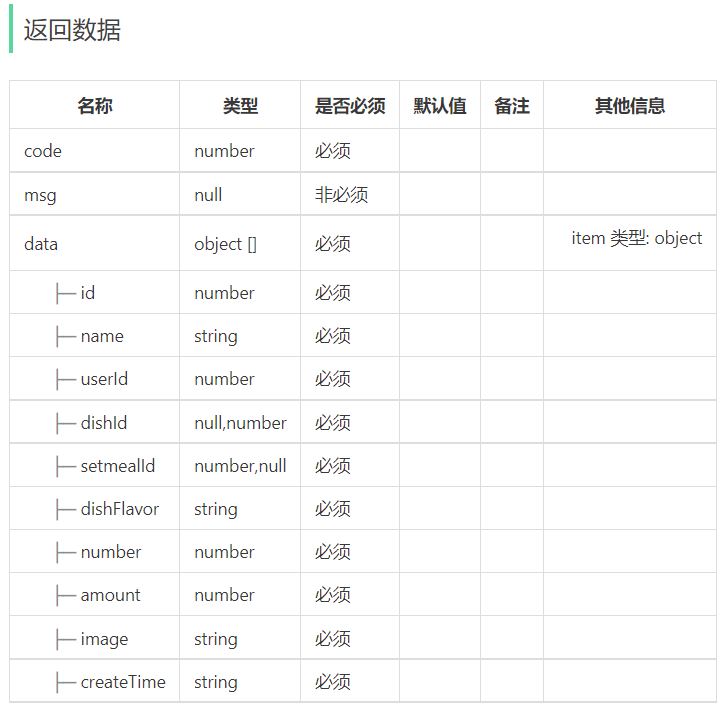 返回数据
名称 类型 是否必须 默认值 备注 其他信息
code number 必须
msg null 非必须
data object [] 必须 item 类型: object
├─ id number 必须
├─ name string 必须
├─ userId number 必须
├─ dishId null,number 必须
├─ setmealId number,null 必须
├─ dishFlavor string 必须
├─ number number 必须
├─ amount number 必须
├─ image string 必须
├─ createTime string 必须